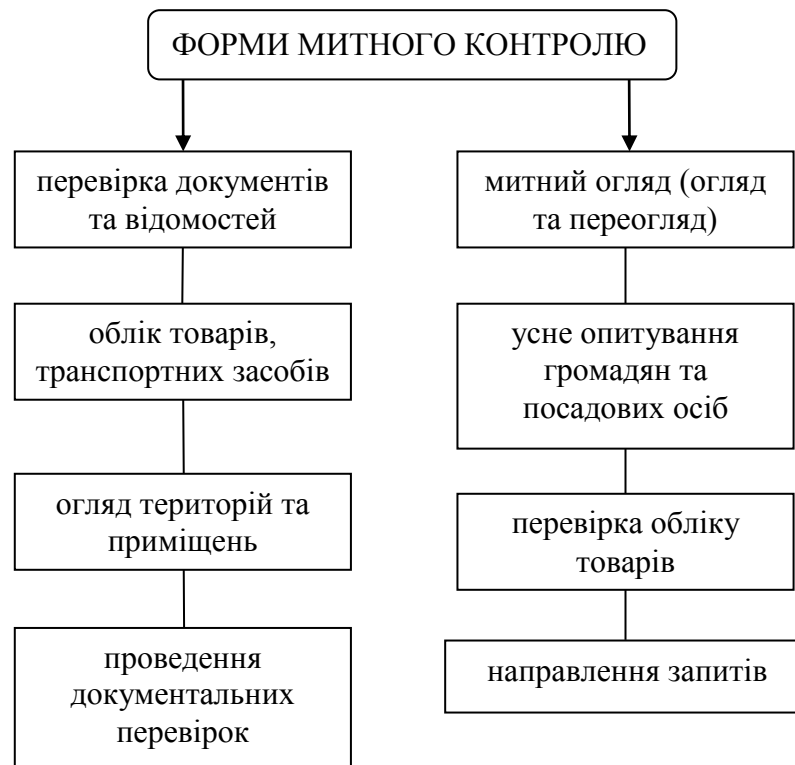 ФОРМИ МИТНОГО КОНТРОЛЮ
перевірка документів
та відомостей
облік товарів,
транспортних засобів
огляд територій та
приміщень
проведення
документальних
перевірок
митний огляд (огляд
та переогляд)
усне опитування
громадян та
посадових осіб
перевірка обліку
товарів
направлення запитів